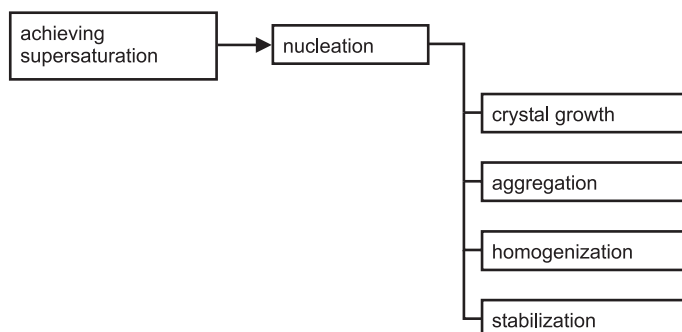 achieving
supersaturation
nucleation
crystal growth
aggregation
homogenization
stabilization